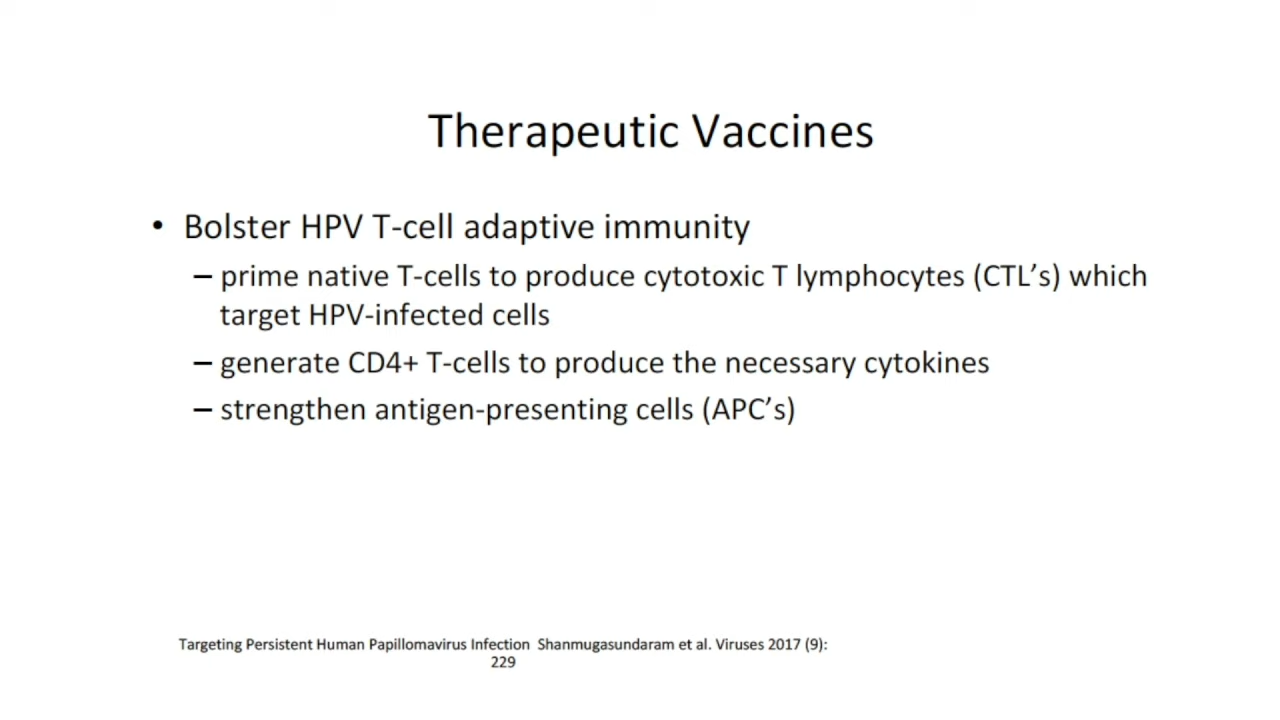 Therapeutic Vaccines
• Bolster HPV T-cell adaptive immunity
– prime native T-cells to produce cytotoxic T lymphocytes (CTL’s) which
target HPV-infected cells
– generate CD4+ T-cells to produce the necessary cytokines
– strengthen antigen-presenting cells (APC’s)
Targeting Persistent Human Papillomavirus Infection Shanmugasundaram et al. Viruses 2017 (9):
229